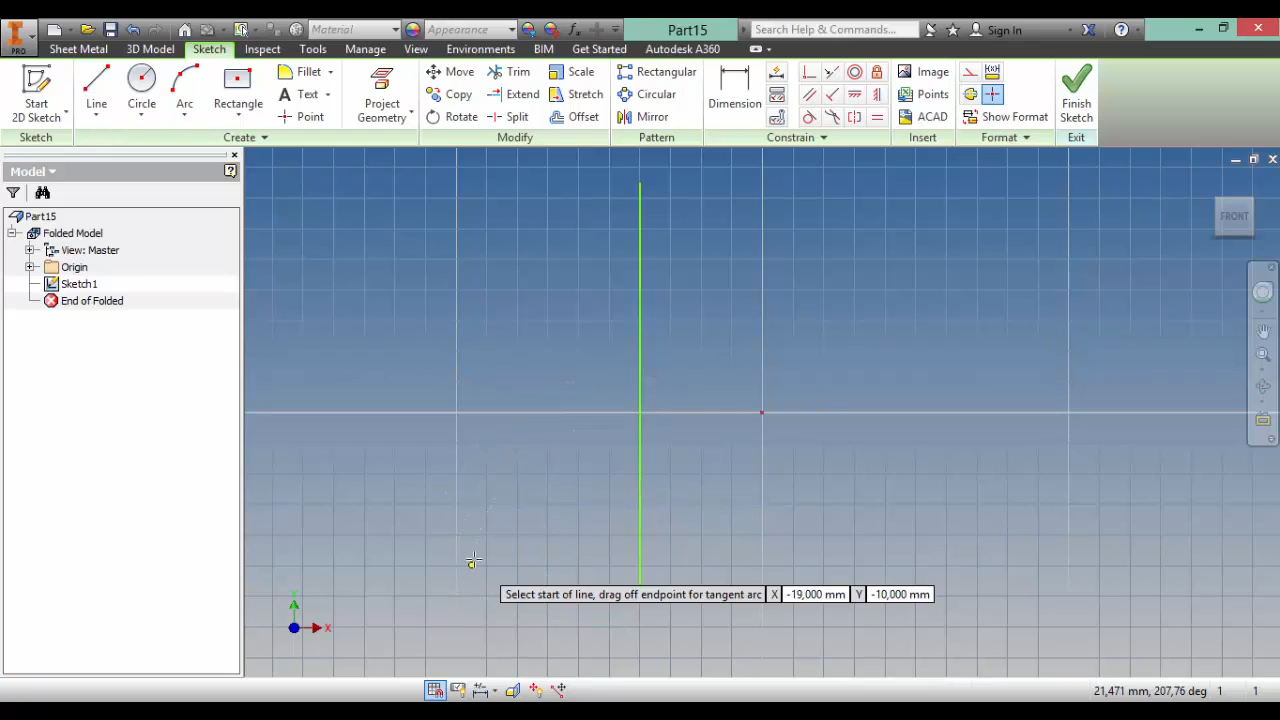 PRO
Material
Appearance
Part15
Search Help & Commands...
Sign In
Sheet Metal 3D Model Sketch Inspect Tools Manage View Environments BIM Get Started Autodesk A360
Start 2D Sketch
Line
Circle
Arc
Rectangle
Fillet
Text
Point
Project Geometry
Move Trim Scale
Copy Extend Stretch
Rotate Split Offset
Rectangular
Circular
Mirror
Dimension
Image
Points
ACAD
Show Format
Finish Sketch
Sketch Create Modify Pattern Constrain Insert Format Exit
Model
Part15
Folded Model
View: Master
Origin
Sketch1
End of Folded
FRONT
Select start of line, drag off endpoint for tangent arc X -19,000 mm Y -10,000 mm
Y
X
21,471 mm, 207,76 deg 1 1